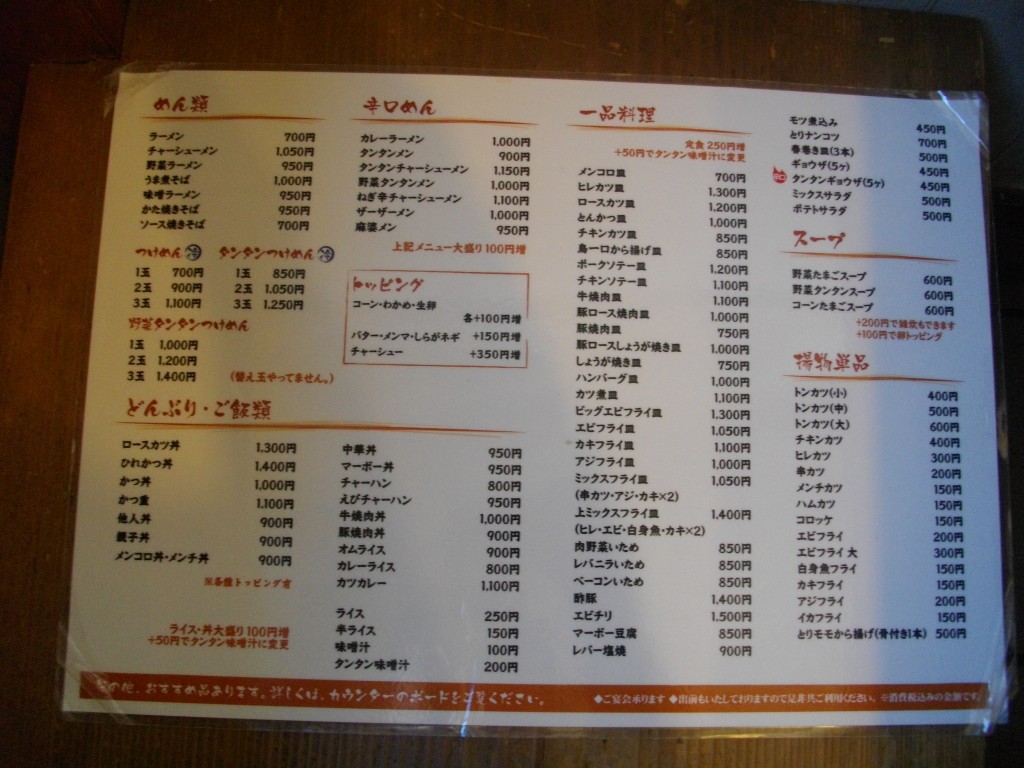 めん類
ラーメン 700円
チャーシューメン 1,050円
野菜ラーメン 950円
うま煮そば 1,000円
味噌ラーメン 950円
かた焼きそば 950円
ソース焼きそば 700円
つけめん 冷
1玉 700円
2玉 900円
3玉 1,100円
タンタンつけめん 冷
1玉 850円
2玉 1,050円
3玉 1,250円
野菜タンタンつけめん
1玉 1,000円
2玉 1,200円
3玉 1,400円
(替え玉やってません。)
辛口めん
カレーラーメン 1,000円
タンタンメン 900円
タンタンチャーシューメン 1,150円
野菜タンタンメン 1,000円
ねぎ辛チャーシューメン 1,100円
ザーザーメン 1,000円
麻婆メン 950円
上記メニュー大盛り100円増
トッピング
コーン・わかめ・生卵
各+100円増
バター・メンマ・しらがネギ +150円増
チャーシュー +350円増
どんぶり・ご飯類
ロースカツ丼 1,300円
ひれかつ丼 1,400円
かつ丼 1,000円
かつ重 1,100円
他人丼 900円
親子丼 900円
メンコロ丼・メンチ丼 900円
※各種トッピング有
ライス・丼大盛り100円増
+50円でタンタン味噌汁に変更
中華丼 950円
マーボー丼 950円
チャーハン 800円
えびチャーハン 950円
牛焼肉丼 1,000円
豚焼肉丼 900円
オムライス 900円
カレーライス 800円
カツカレー 1,100円
ライス 250円
半ライス 150円
味噌汁 100円
タンタン味噌汁 200円
一品料理
定食250円増
+50円でタンタン味噌汁に変更
メンコロ皿 700円
ヒレカツ皿 1,300円
ロースカツ皿 1,200円
とんかつ皿 1,000円
チキンカツ皿 850円
鳥一口から揚げ皿 850円
ポークソテー皿 1,200円
チキンソテー皿 1,100円
牛焼肉皿 1,100円
豚ロース焼肉皿 1,000円
豚焼肉皿 750円
豚ロースしょうが焼き皿 1,000円
しょうが焼き皿 750円
ハンバーグ皿 1,000円
カツ煮皿 1,100円
ビッグエビフライ皿 1,300円
エビフライ皿 1,050円
カキフライ皿 1,100円
アジフライ皿 1,000円
ミックスフライ皿 1,050円
(串カツ・アジ・カキ×2)
上ミックスフライ皿 1,400円
(ヒレ・エビ・白身魚・カキ×2)
肉野菜いため 850円
レバニラいため 850円
ベーコンいため 850円
酢豚 1,400円
エビチリ 1,500円
マーボー豆腐 850円
レバー塩焼 900円
モツ煮込み 450円
とりナンコツ 700円
春巻き皿(3本) 500円
ギョウザ(5ヶ) 450円
タンタンギョウザ(5ヶ) 450円
ミックスサラダ 500円
ポテトサラダ 500円
スープ
野菜たまごスープ 600円
野菜タンタンスープ 600円
コーンたまごスープ 600円
+200円で雑炊もできます
+100円で卵トッピング
揚物単品
トンカツ(小) 400円
トンカツ(中) 500円
トンカツ(大) 600円
チキンカツ 400円
ヒレカツ 300円
串カツ 200円
メンチカツ 150円
ハムカツ 150円
コロッケ 150円
エビフライ 200円
エビフライ 大 300円
白身魚フライ 150円
カキフライ 150円
アジフライ 200円
イカフライ 150円
とりモモから揚げ(骨付き1本) 500円
その他、おすすめ品あります。詳しくは、カウンターのボードをご覧ください。
◆ご宴会承ります ◆出前もいたしておりますので是非共ご利用ください。※消費税込みの金額です